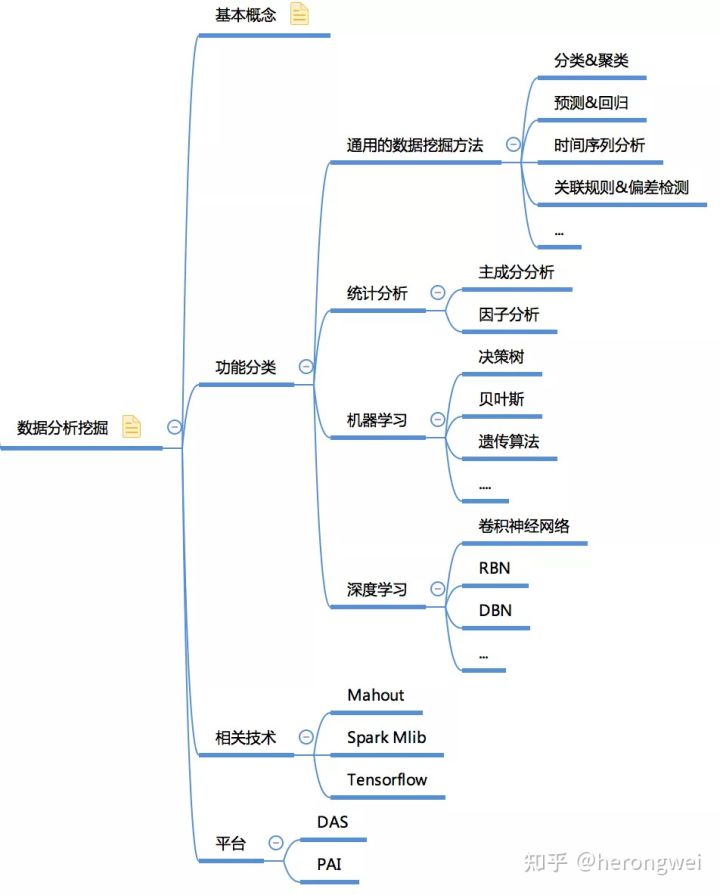 基本概念
分类&聚类
预测&回归
通用的数据挖掘方法
时间序列分析
关联规则&偏差检测
...
主成分分析
统计分析
因子分析
决策树
功能分类
贝叶斯
机器学习
数据分析挖掘
遗传算法
....
卷积神经网络
RBN
深度学习
DBN
...
Mahout
相关技术
Spark Mlib
Tensorflow
DAS
平台
PAI
知乎 @herongwei